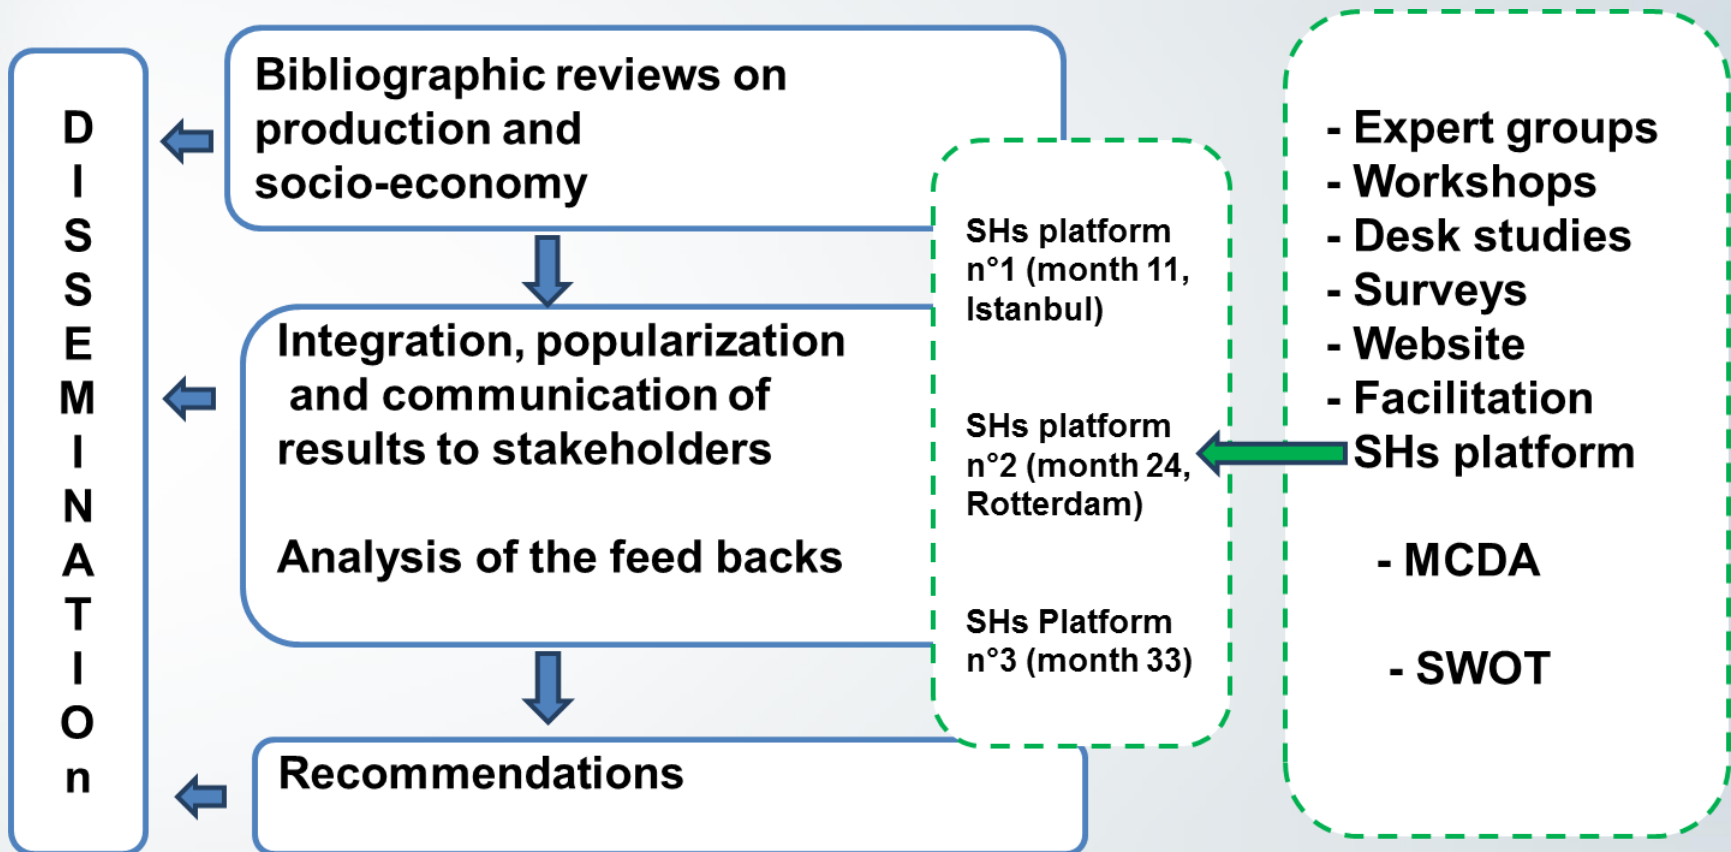 D
I
S
S
E
M
I
N
A
T
I
O
n
Bibliographic reviews on
production and
socio-economy
Integration, popularization
and communication of
results to stakeholders
Analysis of the feed backs
Recommendations
SHs platform
n°1 (month 11,
Istanbul)
SHs platform
n°2 (month 24,
Rotterdam)
SHs Platform
n°3 (month 33)
- Expert groups
- Workshops
- Desk studies
- Surveys
- Website
- Facilitation
SHs platform
- MCDA
- SWOT